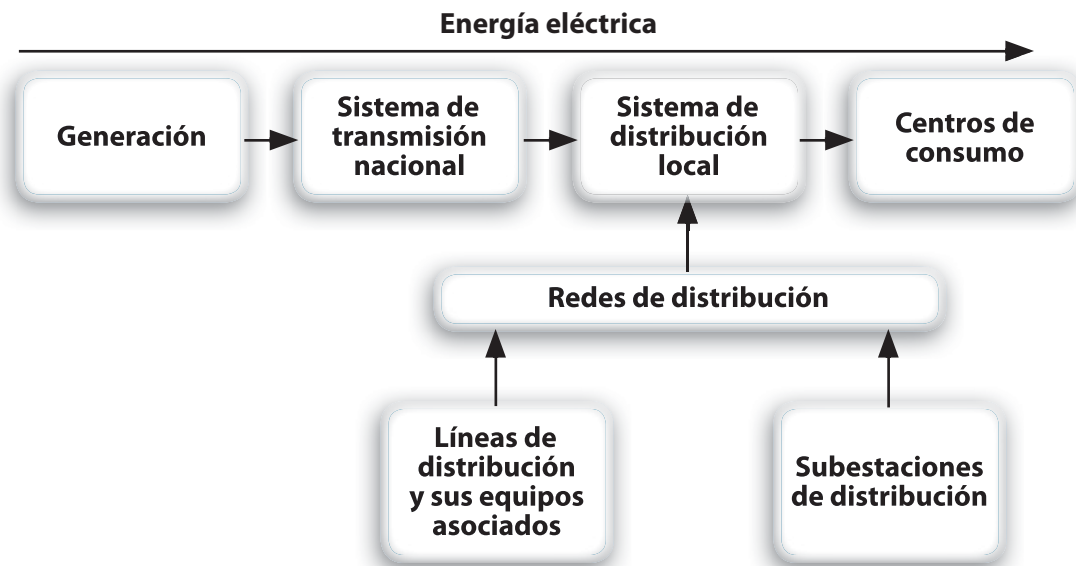 Energía eléctrica
Generación
Sistema de
transmisión
nacional
Sistema de
distribución
local
Centros de
consumo
Redes de distribución
Líneas de
distribución
y sus equipos
asociados
Subestaciones
de distribución